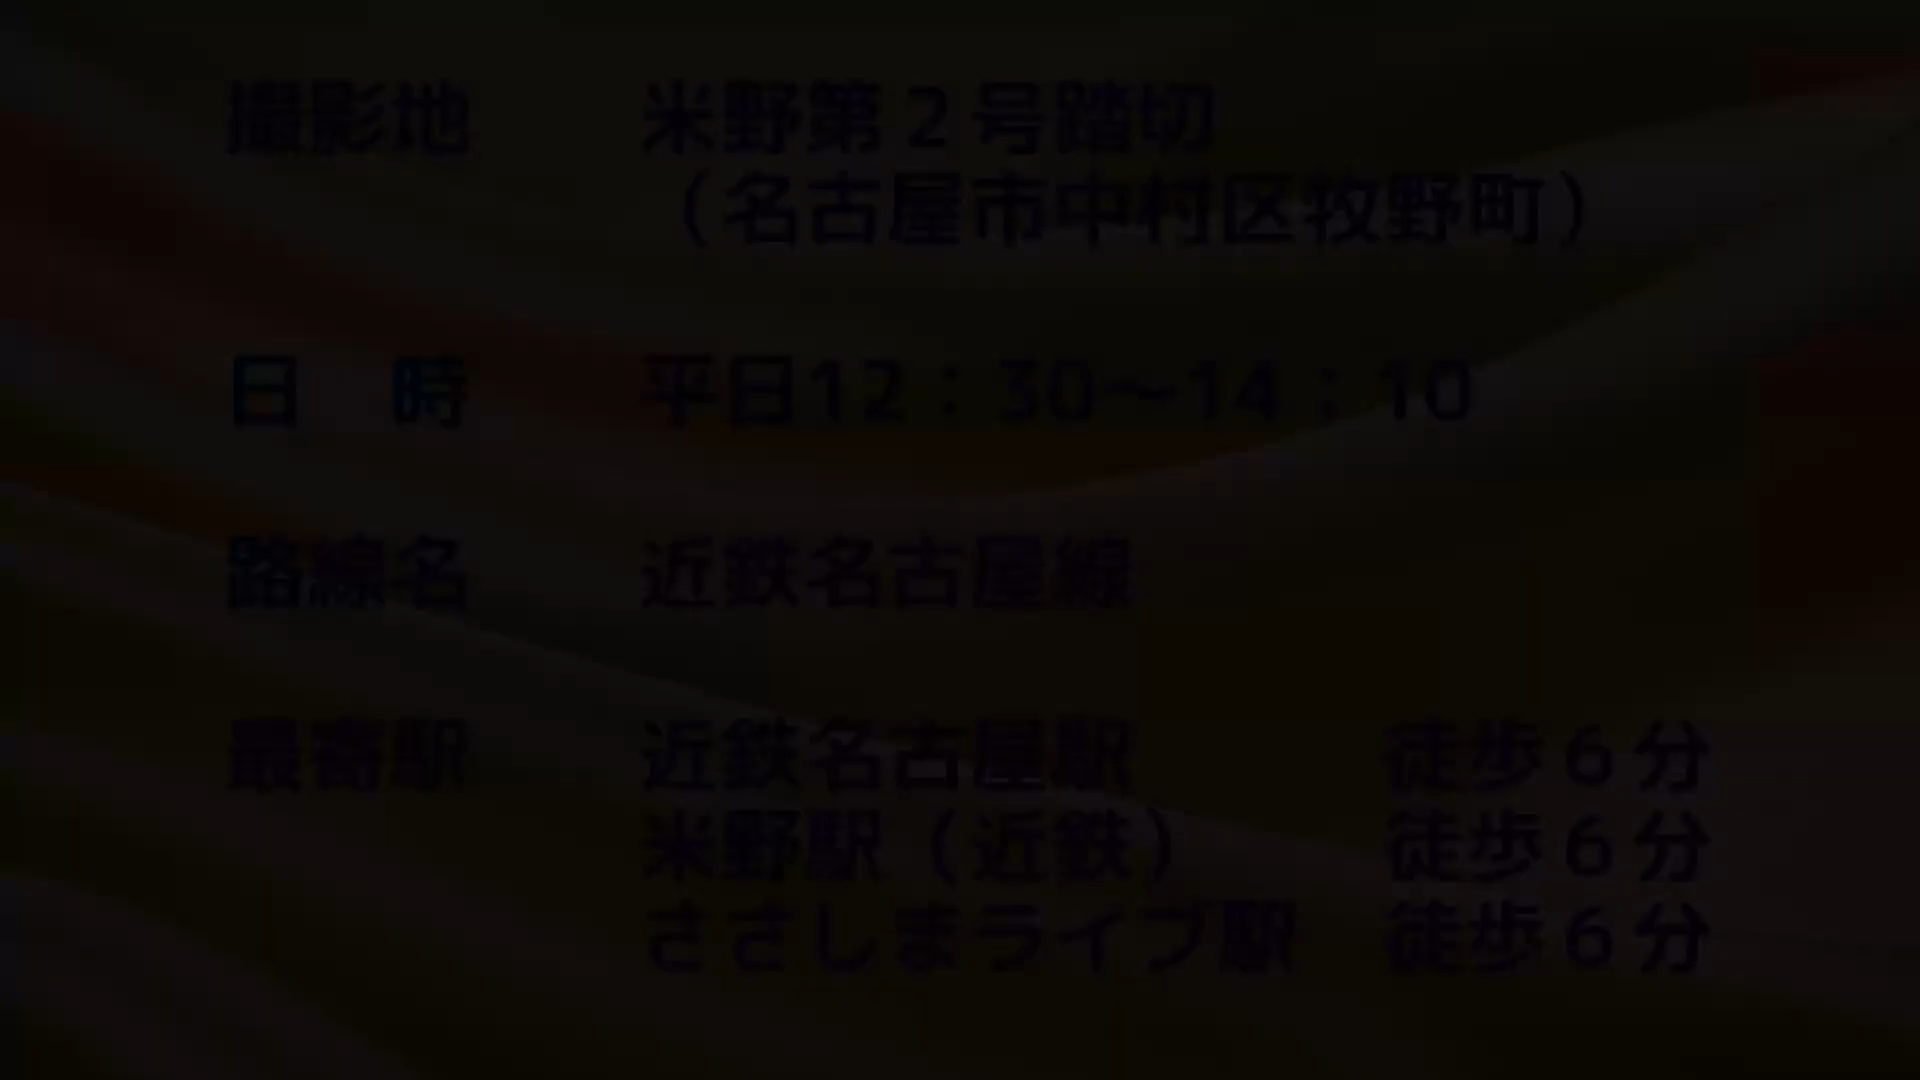 撮影地 米野第２号踏切
（名古屋市中村区牧野町）
日　時 平日12：30～14：10
路線名 近鉄名古屋線
最寄駅 近鉄名古屋駅 徒歩６分
米野駅（近鉄） 徒歩６分
ささしまライブ駅 徒歩６分